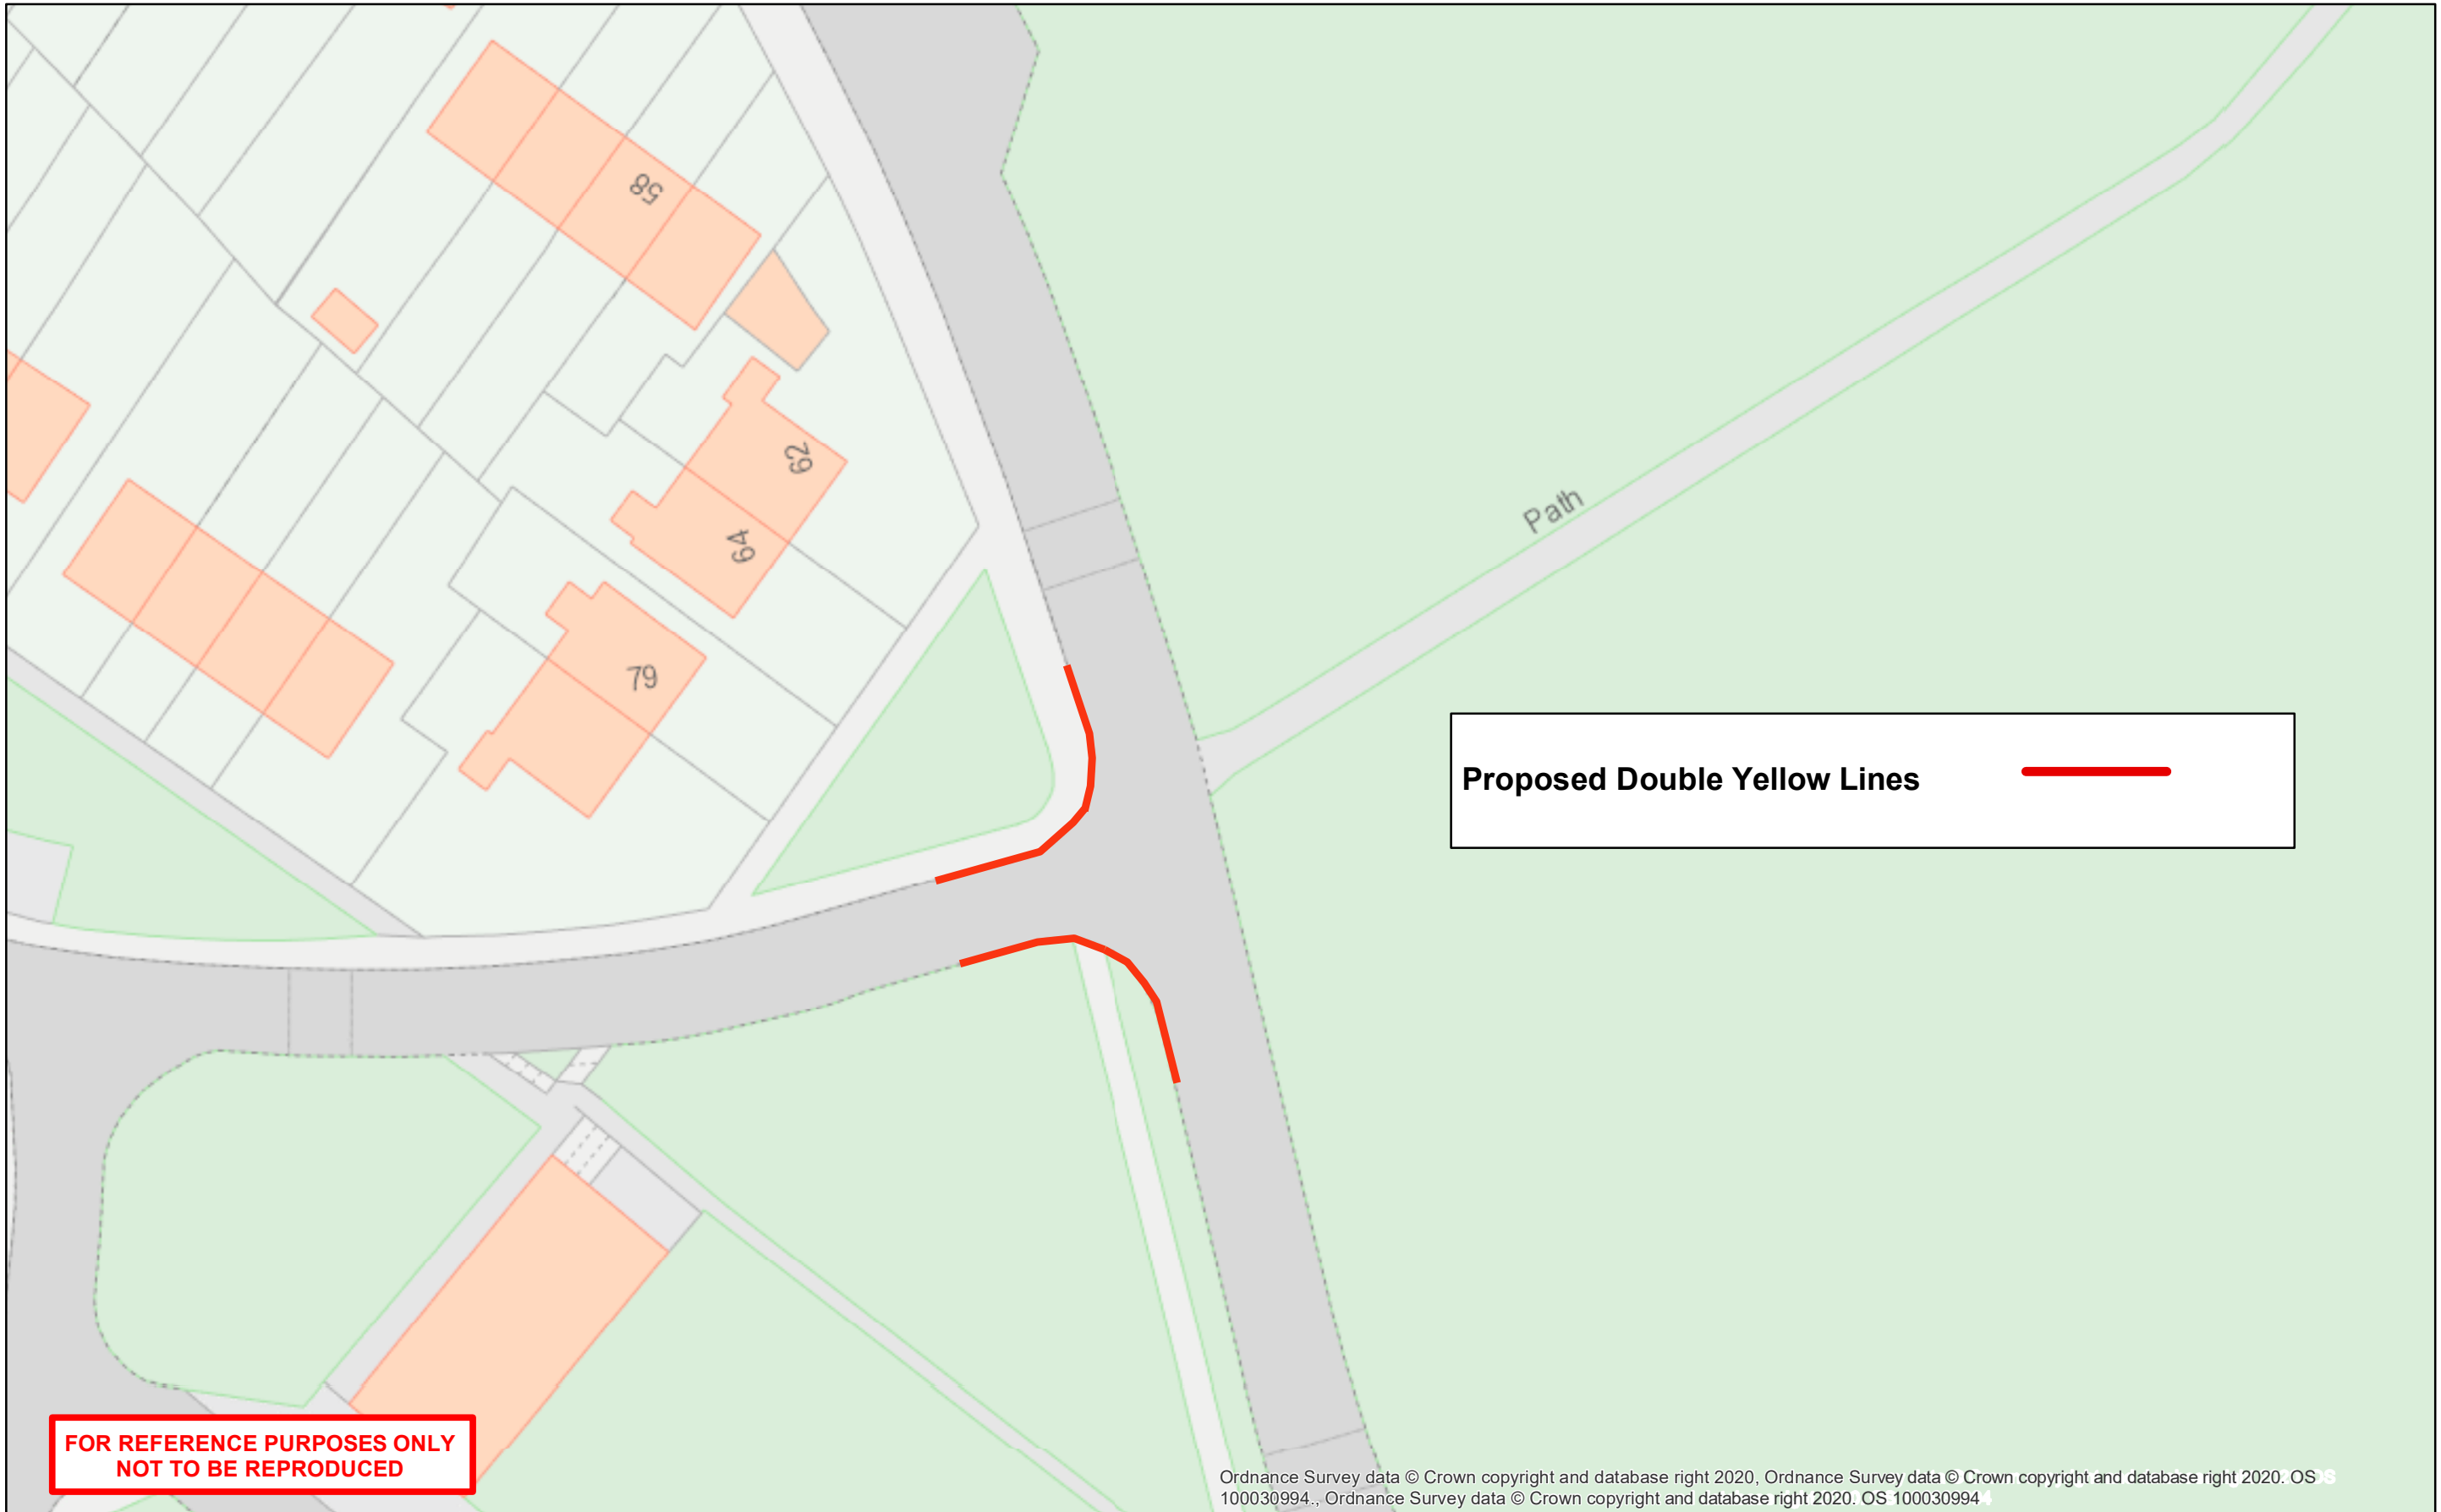 58
62
64
79
Path
Proposed Double Yellow Lines
FOR REFERENCE PURPOSES ONLY
NOT TO BE REPRODUCED
Ordnance Survey data © Crown copyright and database right 2020, Ordnance Survey data © Crown copyright and database right 2020. OS
100030994., Ordnance Survey data © Crown copyright and database right 2020. OS 100030994